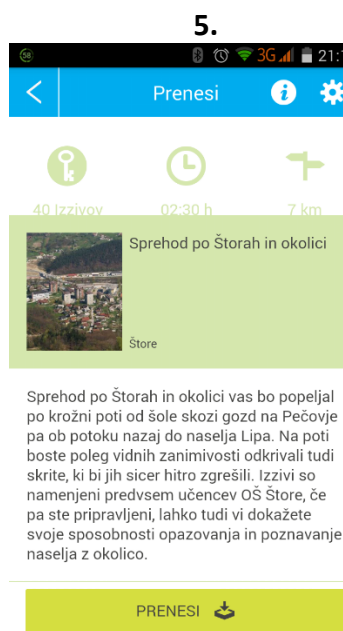 5.
58 3G 21:1
Prenesi
40 Izzivov 02:30 h 7 km
Sprehod po Štorah in okolici
Štore
Sprehod po Štorah in okolici vas bo popeljal
po krožni poti od šole skozi gozd na Pečovje
pa ob potoku nazaj do naselja Lipa. Na poti
boste poleg vidnih zanimivosti odkrivali tudi
skrite, ki bi jih sicer hitro zgrešili. Izzivi so
namenjeni predvsem učencev OŠ Štore, če
pa ste pripravljeni, lahko tudi vi dokažete
svoje sposobnosti opazovanja in poznavanje
naselja z okolico.
PRENESI